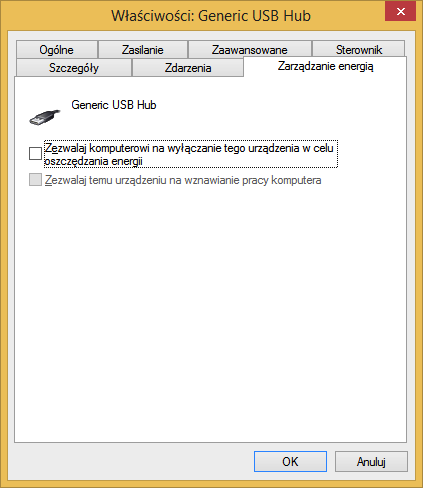 Właściwości: Generic USB Hub
Ogólne Zasilanie Zaawansowane Sterownik
Szczegóły Zdarzenia Zarządzanie energią
Generic USB Hub
Zezwalaj komputerowi na wyłączanie tego urządzenia w celu
oszczędzania energii
Zezwalaj temu urządzeniu na wznawianie pracy komputera
OK Anuluj